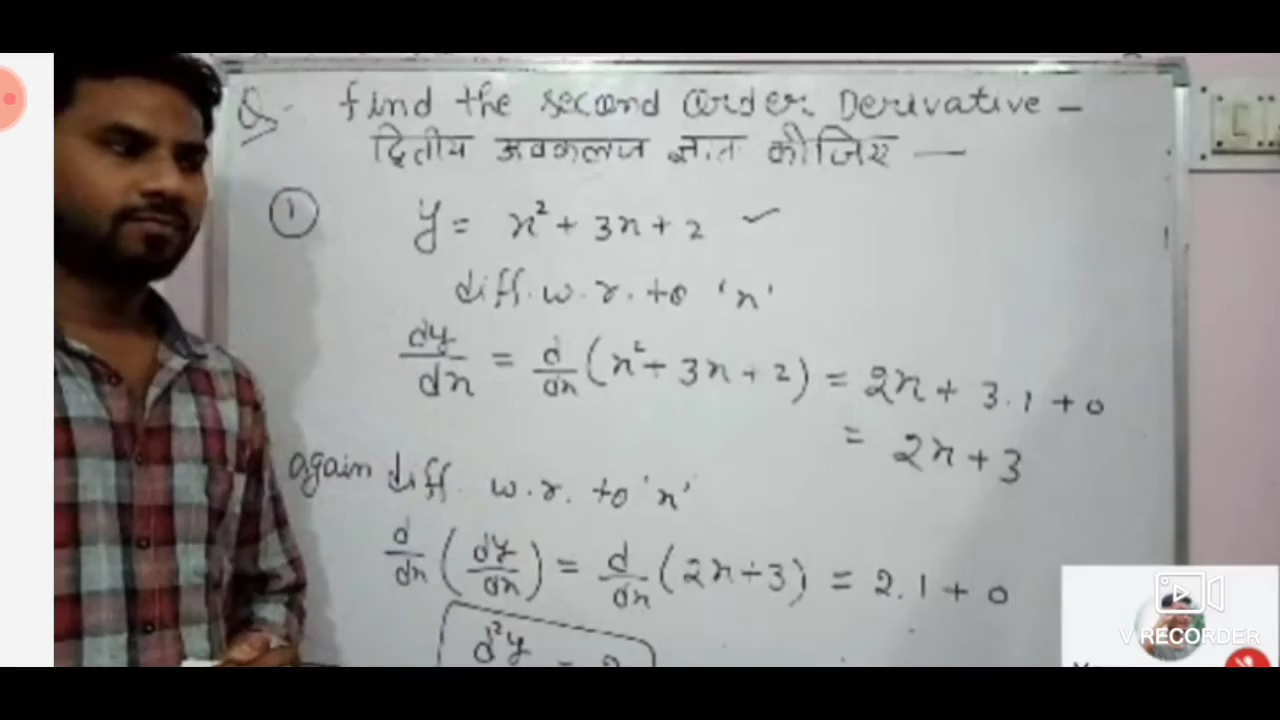 Q- find the second order Derivative -
द्वितीय अवकलज ज्ञात कीजिए —
① y = x² + 3x + 2 ✓
diff. w.r. to 'x'
dy/dx = d/dx (x² + 3x + 2) = 2x + 3.1 + 0
= 2x + 3
again diff. w.r. to 'x'
d/dx (dy/dx) = d/dx (2x + 3) = 2.1 + 0
d²y
V RECORDER